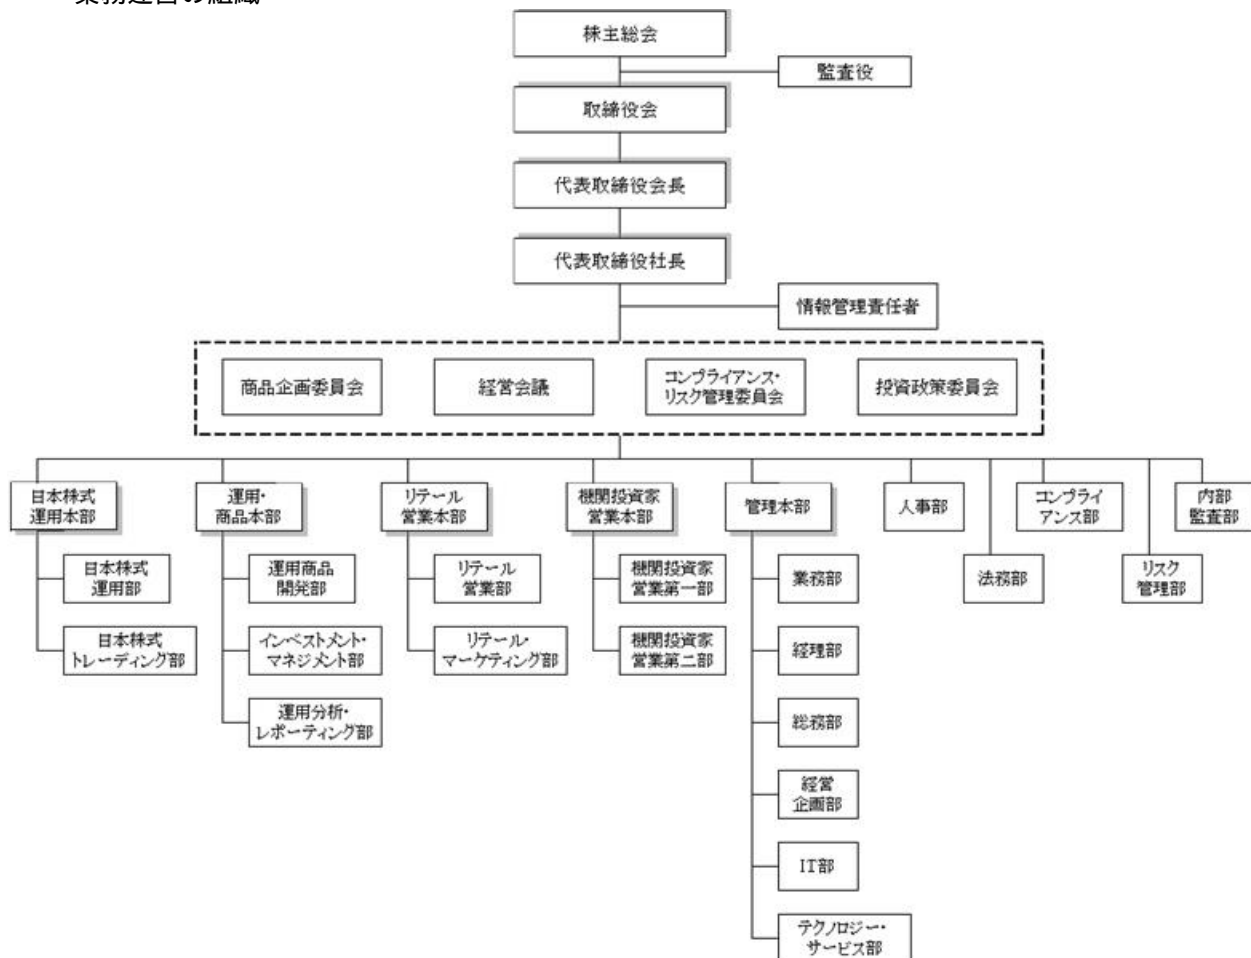 業務運営の組織
株主総会
監査役
取締役会
代表取締役会長
代表取締役社長
情報管理責任者
商品企画委員会
経営会議
コンプライアンス・
リスク管理委員会
投資政策委員会
日本株式
運用本部
運用・
商品本部
リテール
営業本部
機関投資家
営業本部
管理本部
人事部
コンプライ
アンス部
内部
監査部
日本株式
運用部
運用商品
開発部
リテール
営業部
機関投資家
営業第一部
業務部
法務部
リスク
管理部
日本株式
トレーディング部
インベストメント・
マネジメント部
リテール・
マーケティング部
機関投資家
営業第二部
経理部
運用分析・
レポーティング部
総務部
経営
企画部
IT部
テクノロジー・
サービス部